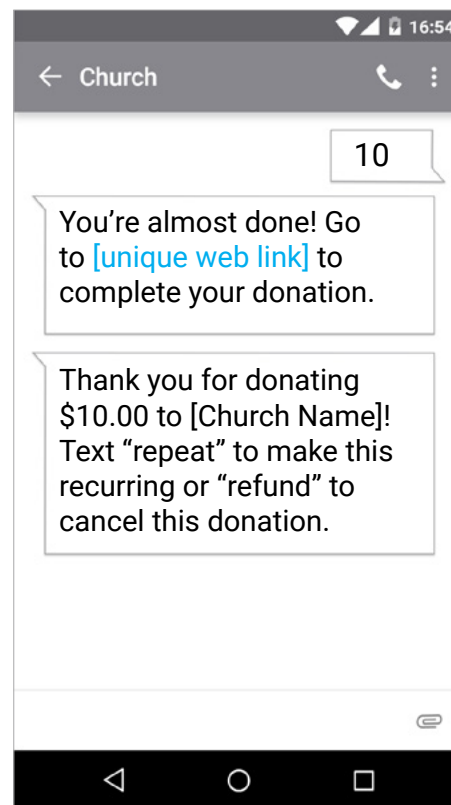 16:54
Church
10
You’re almost done! Go
to [unique web link] to
complete your donation.
Thank you for donating
$10.00 to [Church Name]!
Text “repeat” to make this
recurring or “refund” to
cancel this donation.